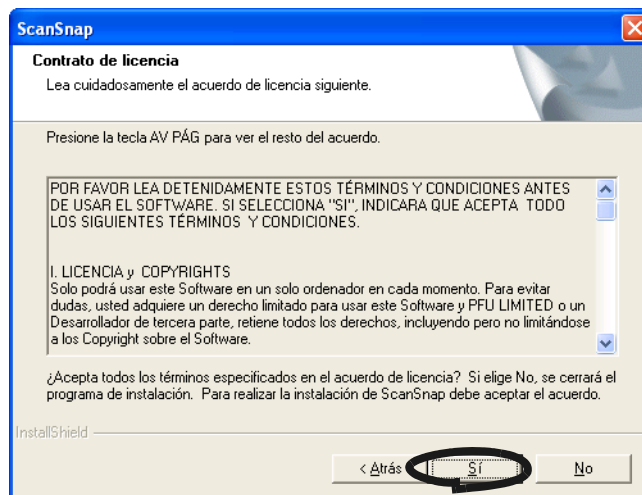 ScanSnap
Contrato de licencia
Lea cuidadosamente el acuerdo de licencia siguiente.
Presione la tecla AV PÁG para ver el resto del acuerdo.
POR FAVOR LEA DETENIDAMENTE ESTOS TÉRMINOS Y CONDICIONES ANTES
DE USAR EL SOFTWARE. SI SELECCIONA "SI", INDICARA QUE ACEPTA TODO
LOS SIGUIENTES TÉRMINOS Y CONDICIONES.
I. LICENCIA y COPYRIGHTS
Solo podrá usar este Software en un solo ordenador en cada momento. Para evitar
dudas, usted adquiere un derecho limitado para usar este Software y PFU LIMITED o un
Desarrollador de tercera parte, retiene todos los derechos, incluyendo pero no limitándose
a los Copyright sobre el Software.
¿Acepta todos los términos especificados en el acuerdo de licencia? Si elige No, se cerrará el
programa de instalación. Para realizar la instalación de ScanSnap debe aceptar el acuerdo.
InstallShield
< Atrás Sí No